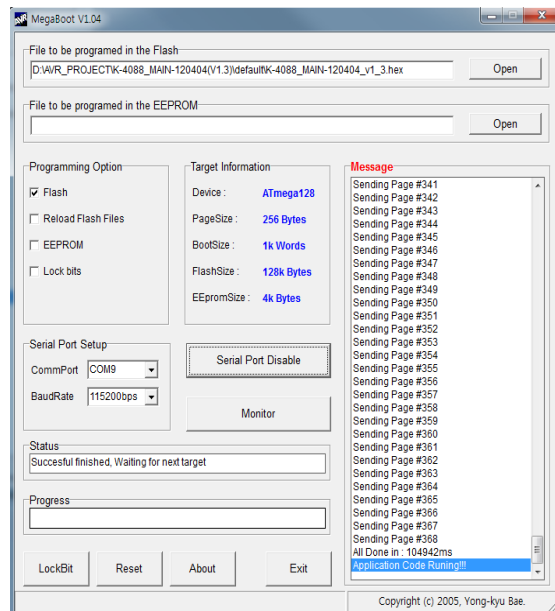 MegaBoot V1.04
File to be programed in the Flash
D:\AVR_PROJECT\K-4088_MAIN-120404(V1.3)\default\K-4088_MAIN-120404_v1_3.hex
Open
File to be programed in the EEPROM
Open
Programming Option
Flash
Reload Flash Files
EEPROM
Lock bits
Target Information
Device : ATmega128
PageSize : 256 Bytes
BootSize : 1k Words
FlashSize : 128k Bytes
EEpromSize : 4k Bytes
Serial Port Setup
CommPort COM9
BaudRate 115200bps
Serial Port Disable
Monitor
Status
Succesful finished, Waiting for next target
Progress
LockBit
Reset
About
Exit
Message
Sending Page #341
Sending Page #342
Sending Page #343
Sending Page #344
Sending Page #345
Sending Page #346
Sending Page #347
Sending Page #348
Sending Page #349
Sending Page #350
Sending Page #351
Sending Page #352
Sending Page #353
Sending Page #354
Sending Page #355
Sending Page #356
Sending Page #357
Sending Page #358
Sending Page #359
Sending Page #360
Sending Page #361
Sending Page #362
Sending Page #363
Sending Page #364
Sending Page #365
Sending Page #366
Sending Page #367
Sending Page #368
All Done in : 104942ms
Application Code Runing!!!
Copyright (c) 2005, Yong-kyu Bae.